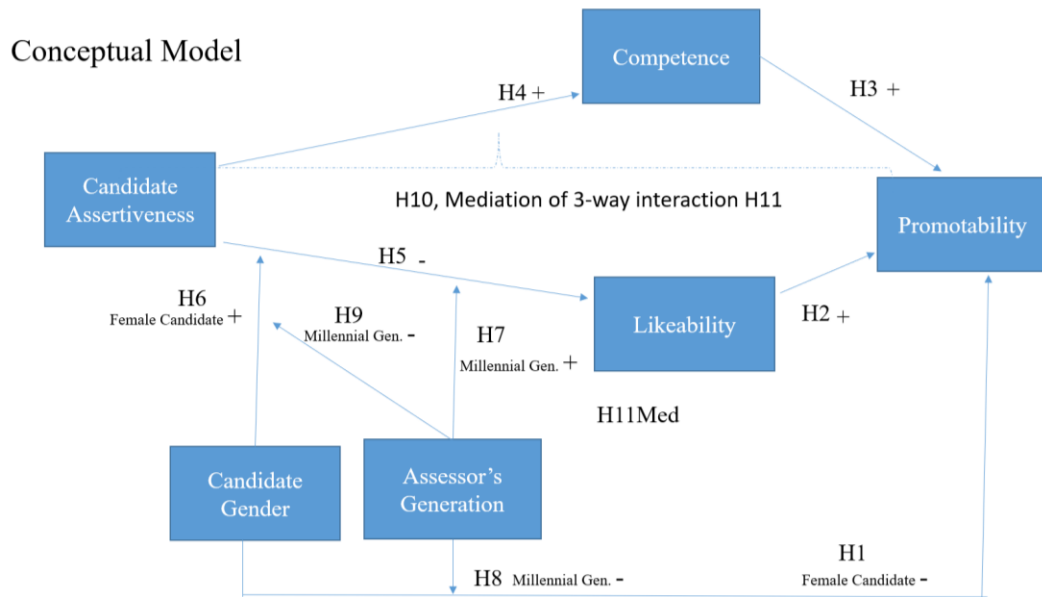 Conceptual Model
Competence
H4 +
H3 +
Candidate
Assertiveness
H10, Mediation of 3-way interaction H11
Promotability
H5 -
H6
Female Candidate +
H9
Millennial Gen. -
H7
Millennial Gen. +
Likeability
H2 +
H11Med
Candidate
Gender
Assessor's
Generation
H8 Millennial Gen. -
H1
Female Candidate -